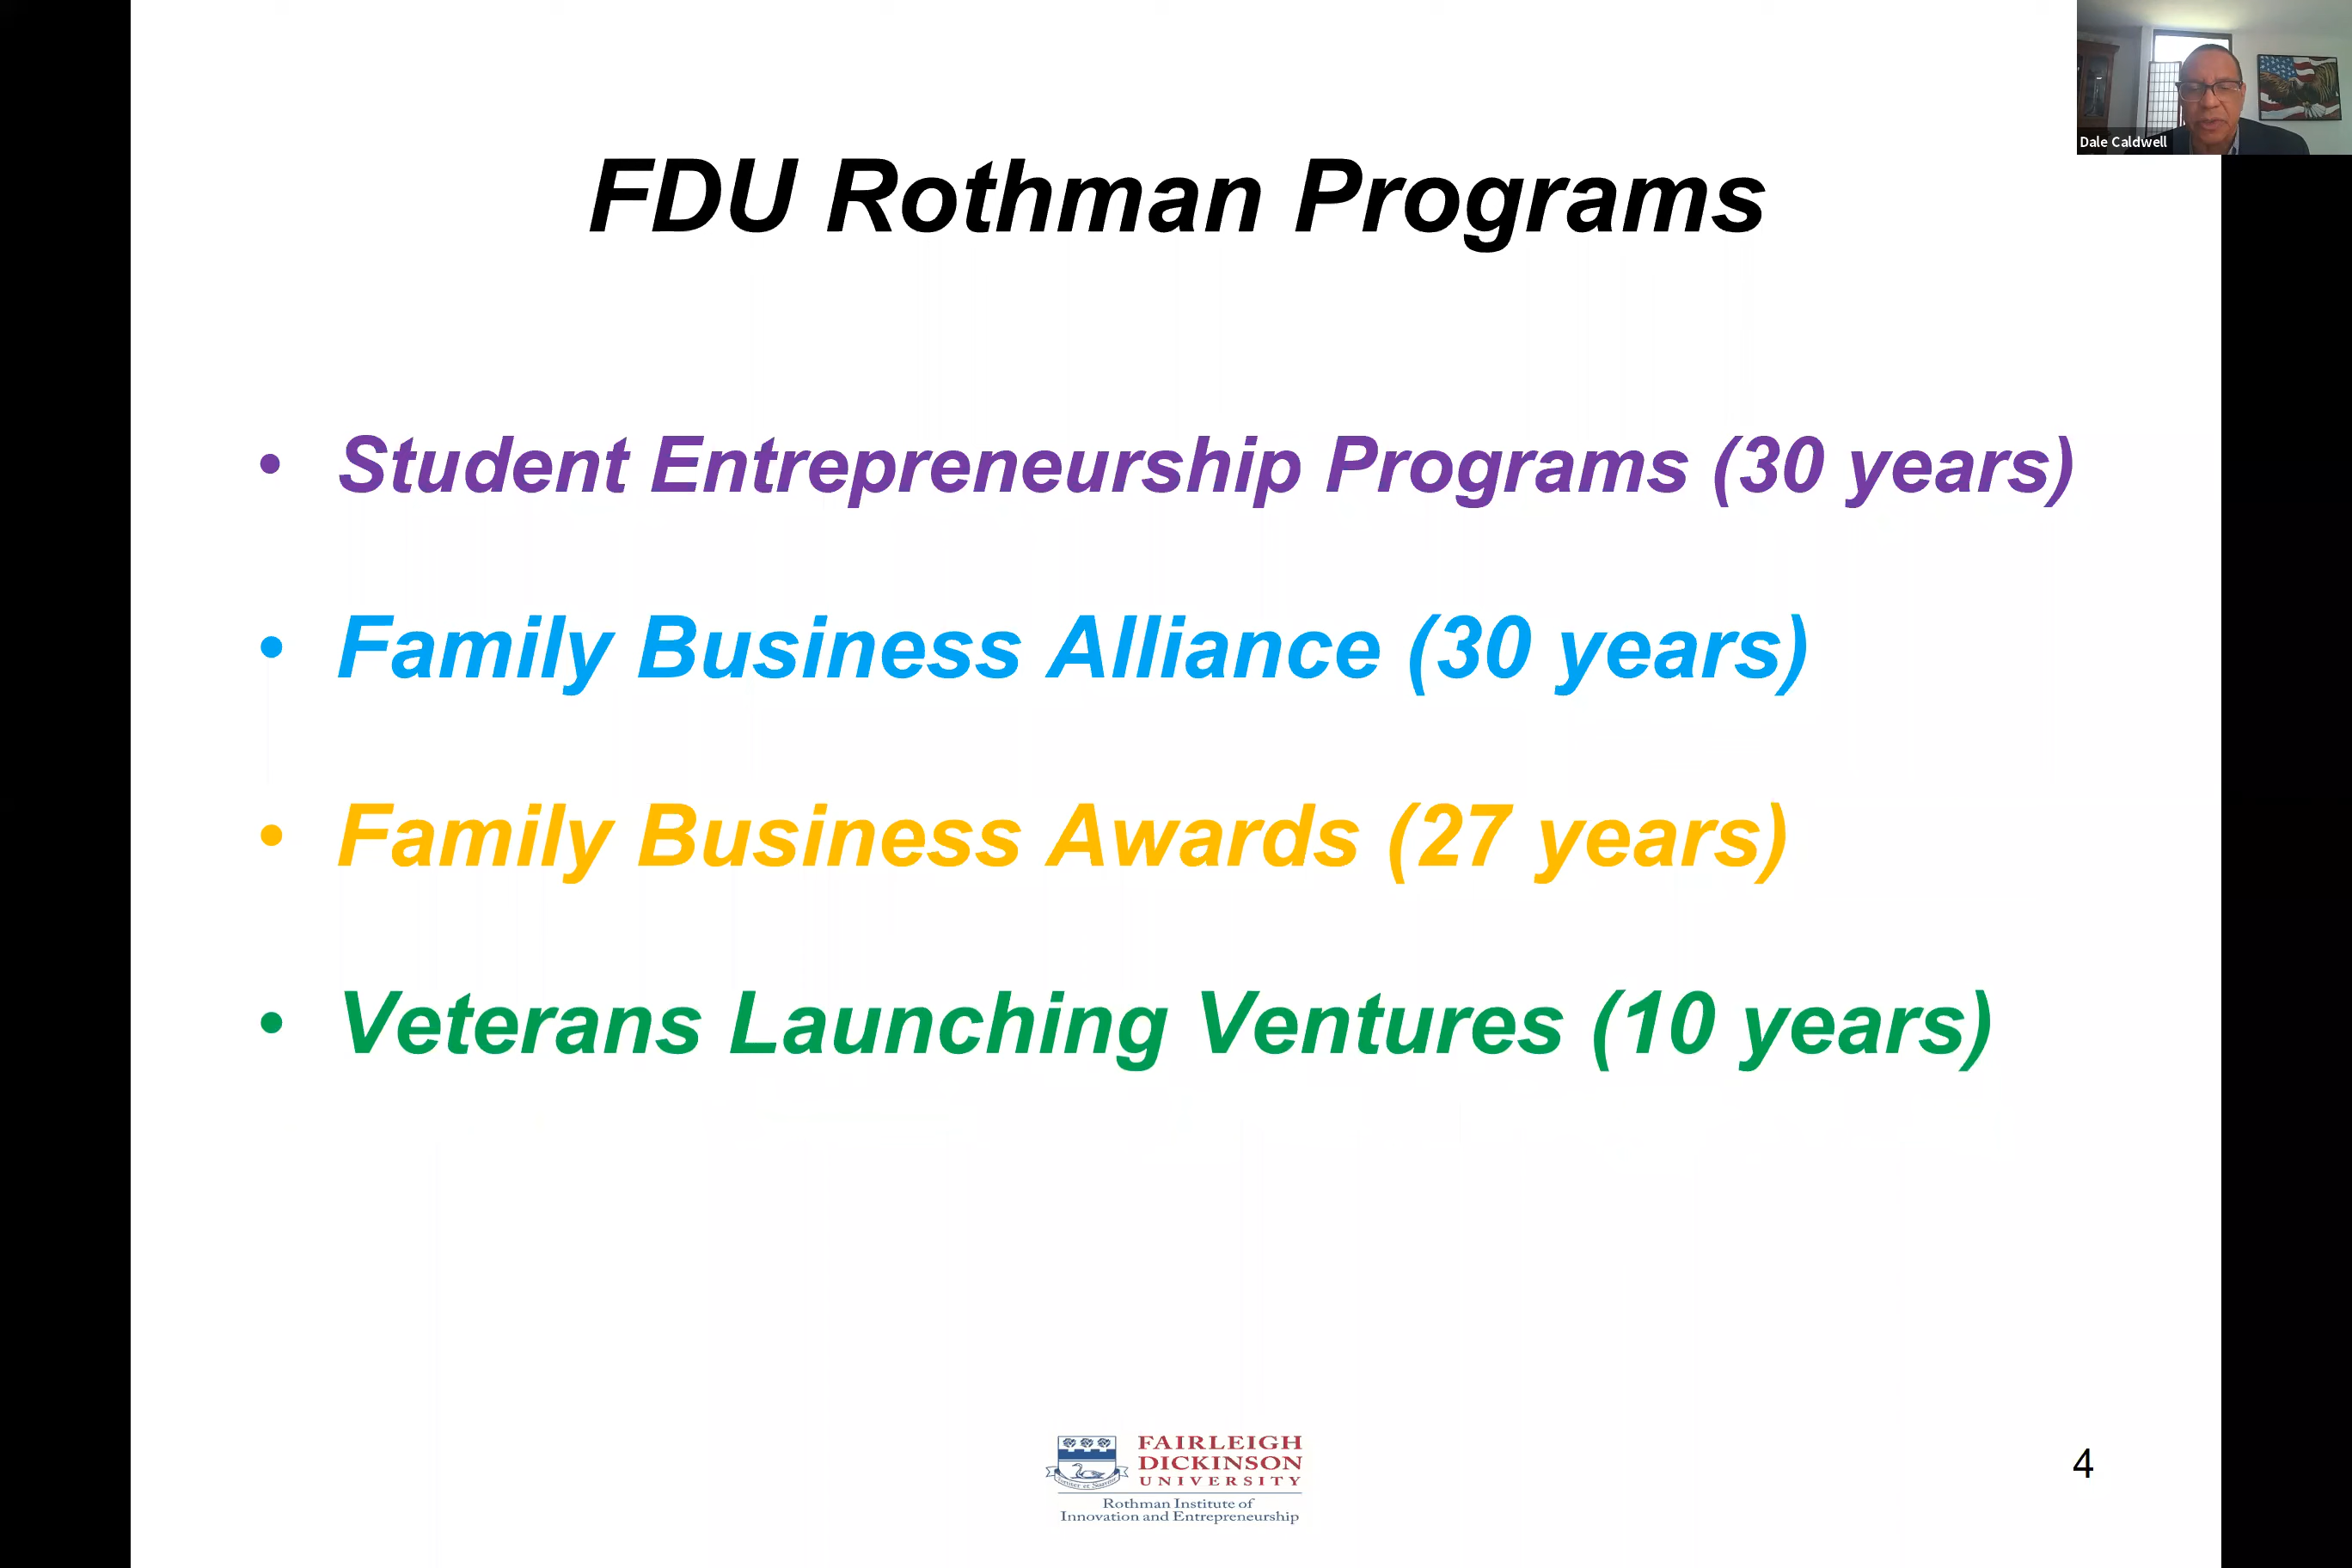 Dale Caldwell
FDU Rothman Programs
• Student Entrepreneurship Programs (30 years)
• Family Business Alliance (30 years)
• Family Business Awards (27 years)
• Veterans Launching Ventures (10 years)
FAIRLEIGH
DICKINSON
UNIVERSITY
Rothman Institute of
Innovation and Entrepreneurship
4